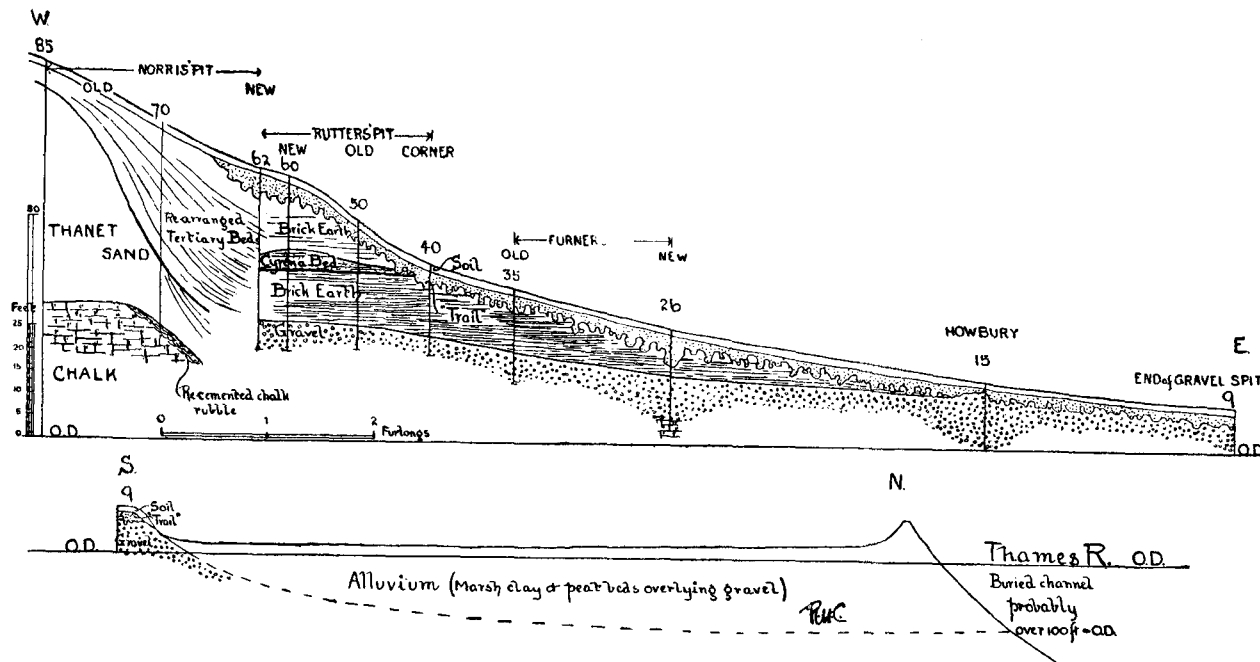 W.
85
NORRIS' PIT
OLD
NEW
70
RUTTERS' PIT
NEW OLD CORNER
62 60
50
80
THANET
SAND
Rearranged
Tertiary Beds
Brick Earth
Cyrena Bed
Brick Earth
Gravel
40
Soil
"Trail"
FURNER
OLD
NEW
35
26
HOWBURY
15
E.
END of GRAVEL SPIT
9
Feet
25
20
15
10
5
0
CHALK
Recemented chalk
rubble
O.D.
0 1 2 Furlongs
O.D.
S.
9
Soil
"Trail"
Gravel
O.D.
N.
Thames R. O.D.
Alluvium (Marsh clay & peat beds overlying gravel)
Buried channel
probably
over 100 ft - O.D.